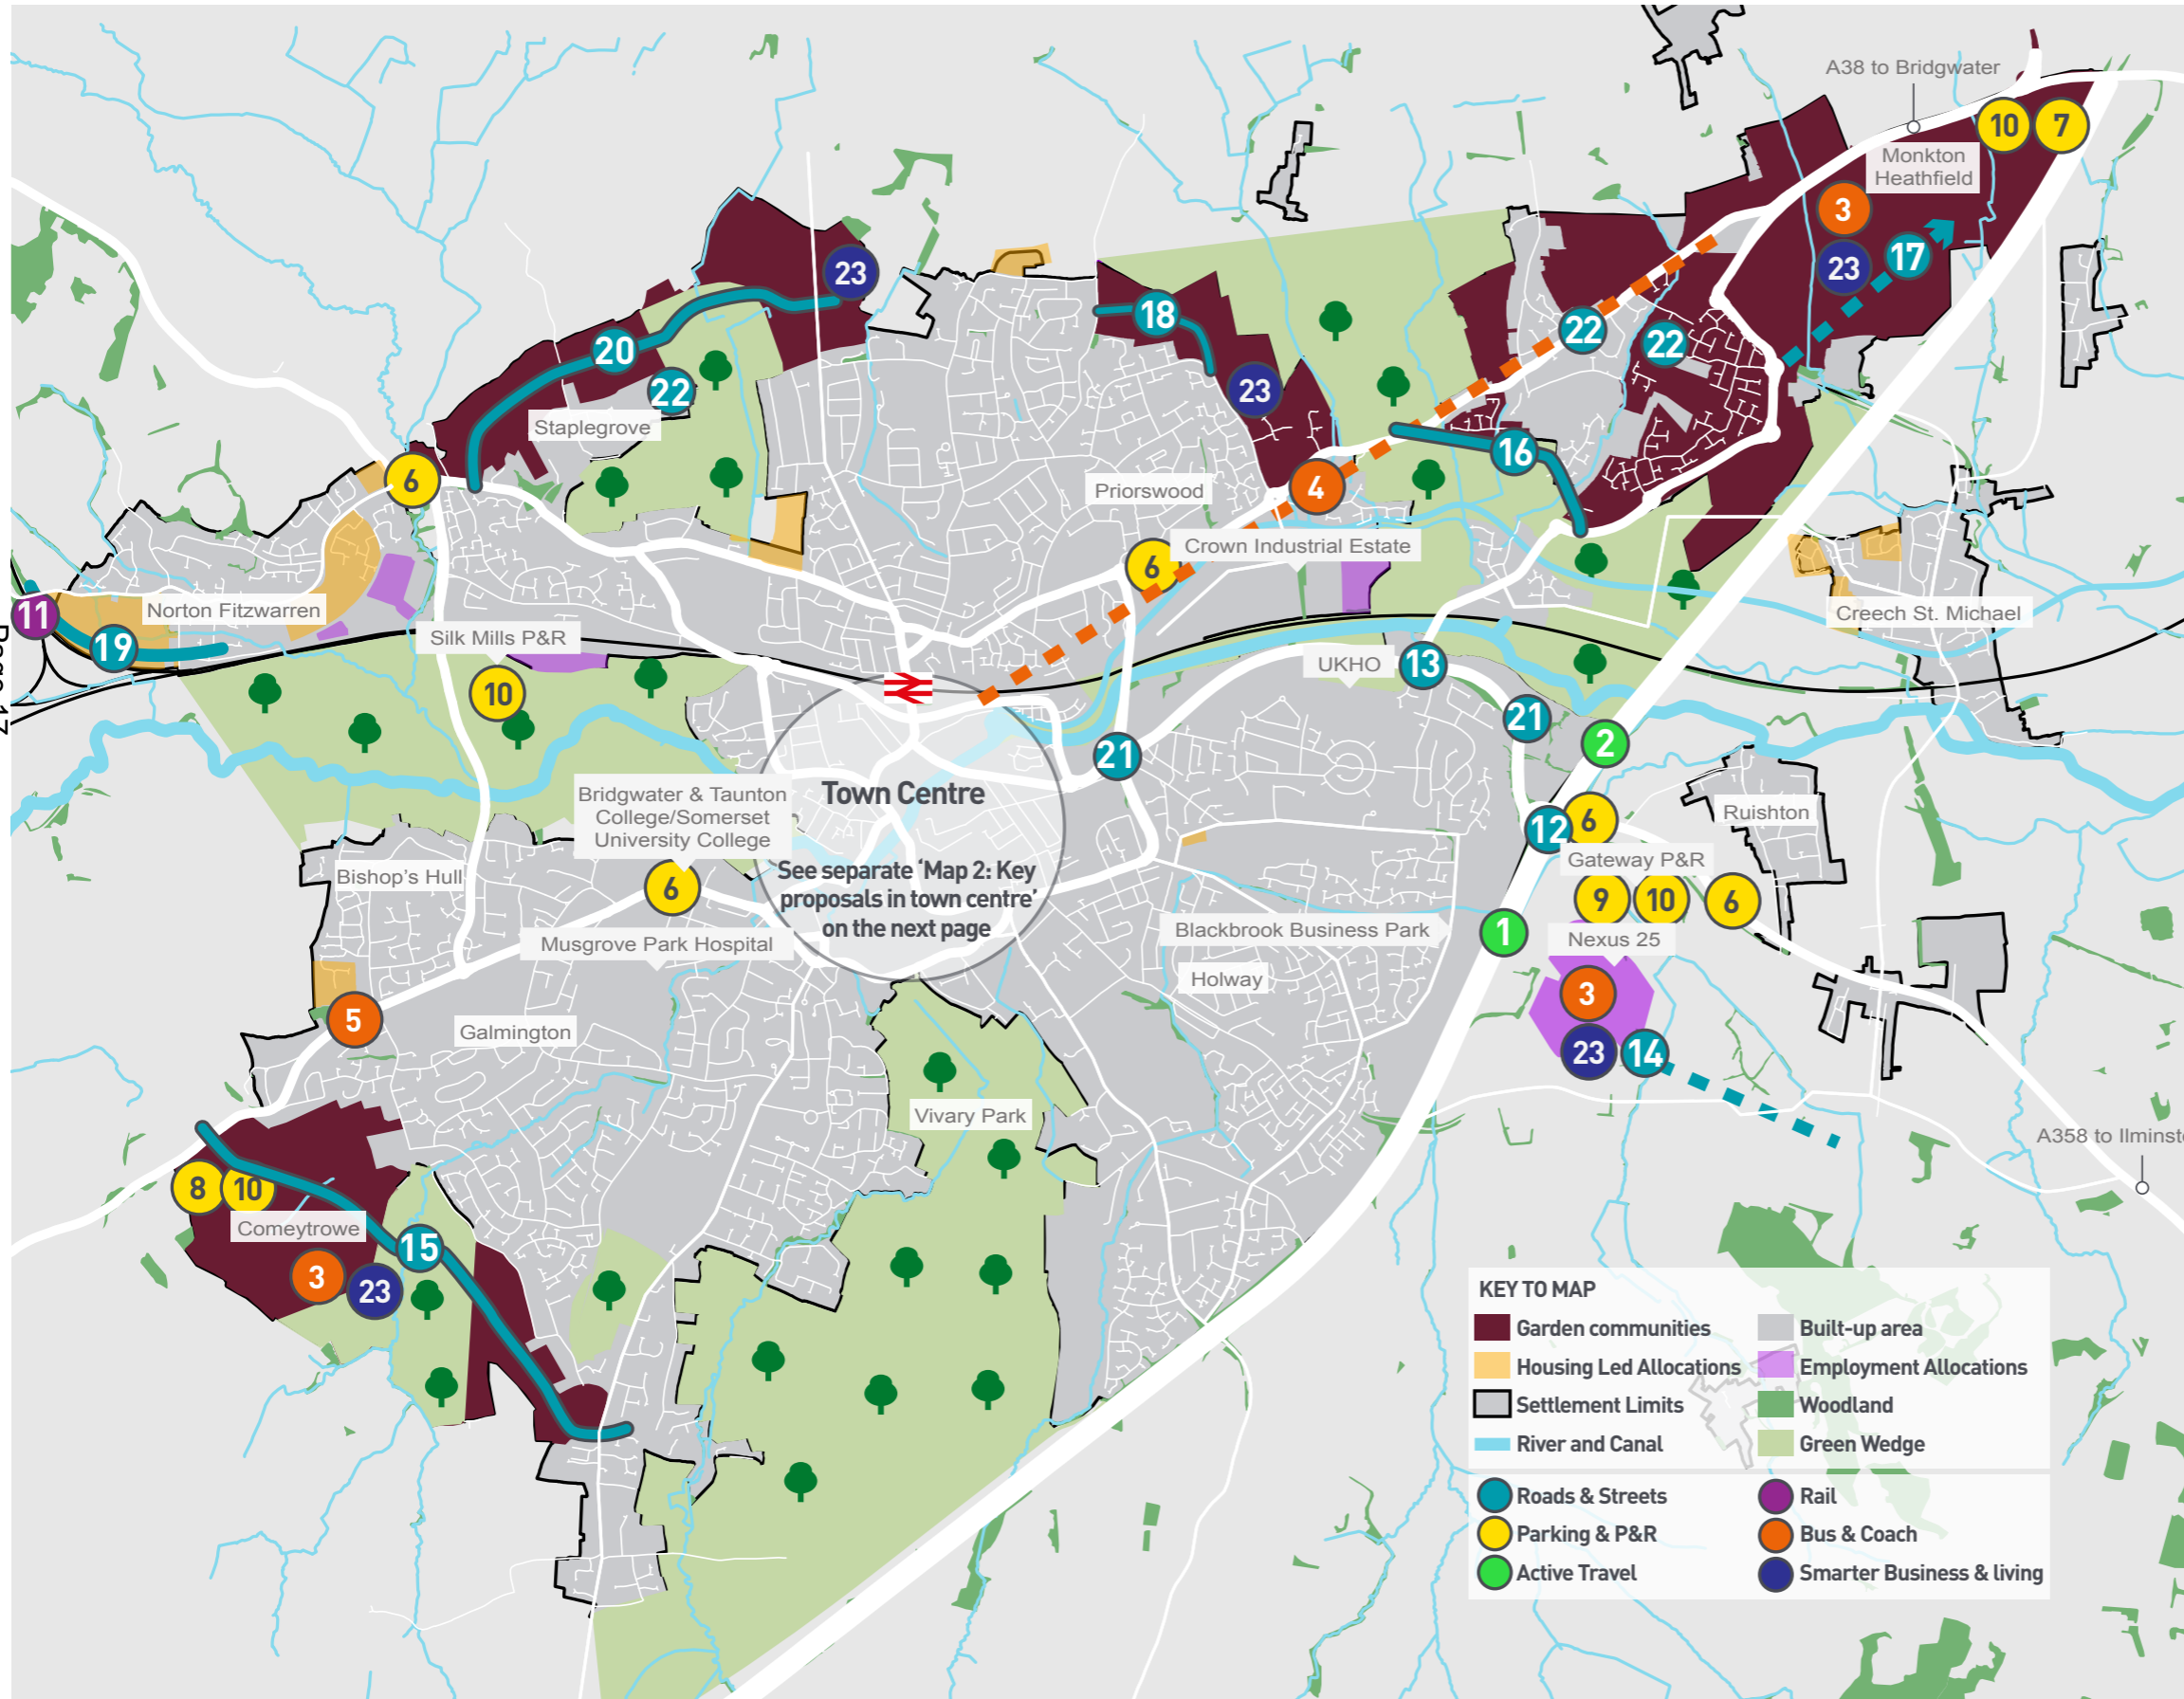 A38 to Bridgwater
10
7
Monkton
Heathfield
3
23
17
23
18
22
22
20
22
23
Staplegrove
16
6
4
Priorswood
6
Crown Industrial Estate
11
Norton Fitzwarren
19
Silk Mills P&R
10
Creech St. Michael
UKHO
13
21
2
21
Town Centre
See separate ‘Map 2: Key
proposals in town centre’
on the next page
Bridgwater & Taunton
College/Somerset
University College
6
Ruishton
12
6
Gateway P&R
9
10
6
Bishop's Hull
Musgrove Park Hospital
Blackbrook Business Park
1
Nexus 25
Holway
3
5
Galmington
23
14
Vivary Park
A358 to Ilminst
8
10
Comeytrowe
15
3
23
KEY TO MAP
Garden communities
Built-up area
Housing Led Allocations
Employment Allocations
Settlement Limits
Woodland
River and Canal
Green Wedge
Roads & Streets
Rail
Parking & P&R
Bus & Coach
Active Travel
Smarter Business & living